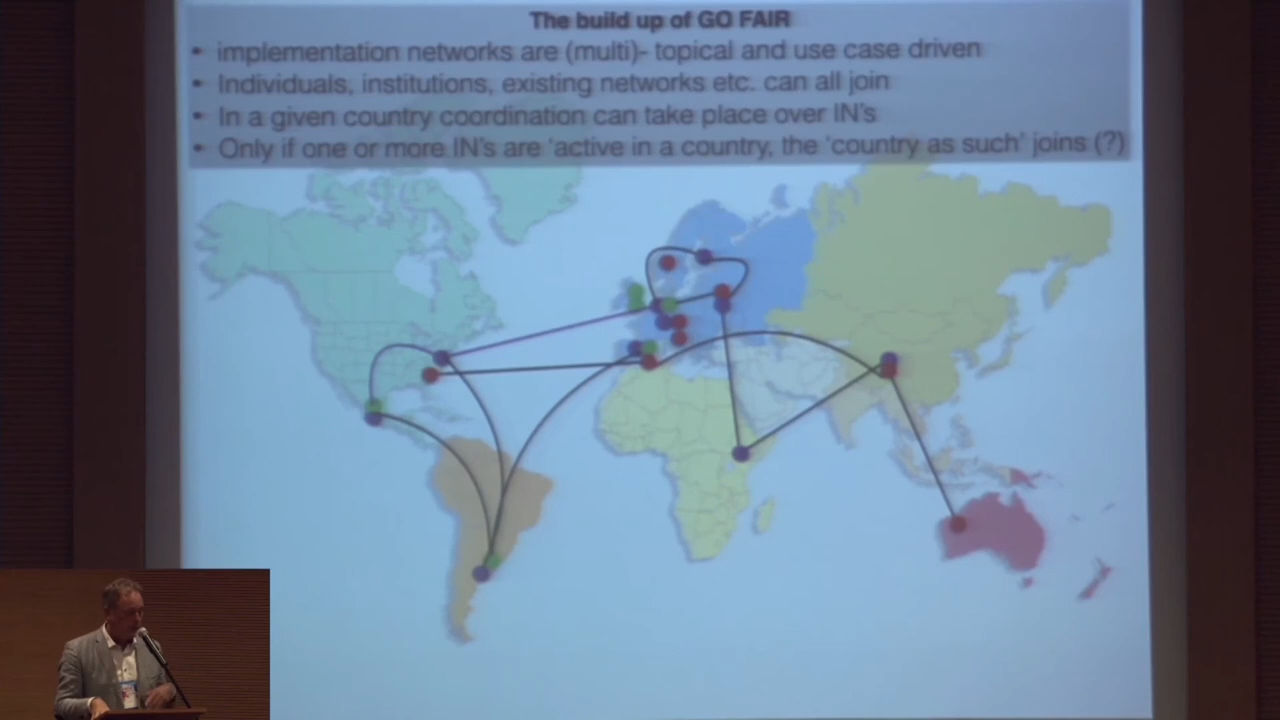 The build up of GO FAIR
• implementation networks are (multi)- topical and use case driven
• Individuals, institutions, existing networks etc. can all join
• In a given country coordination can take place over IN's
• Only if one or more IN's are 'active in a country, the 'country as such' joins (?)